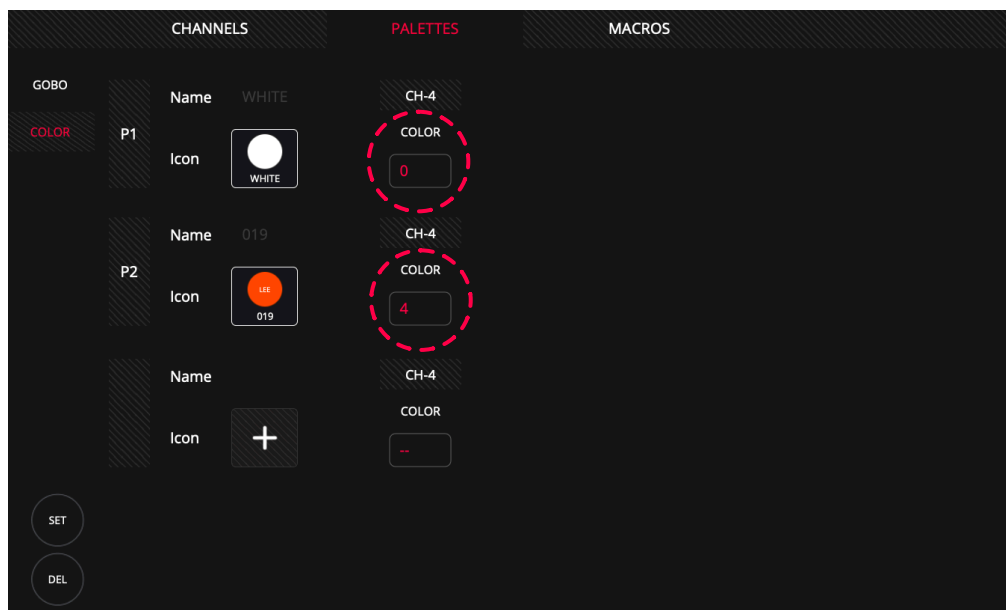 CHANNELS PALETTES MACROS
GOBO
COLOR
P1
Name WHITE
Icon
WHITE
CH-4
COLOR
0
P2
Name 019
Icon
LEE
019
CH-4
COLOR
4
Name
Icon
+
CH-4
COLOR
--
SET
DEL